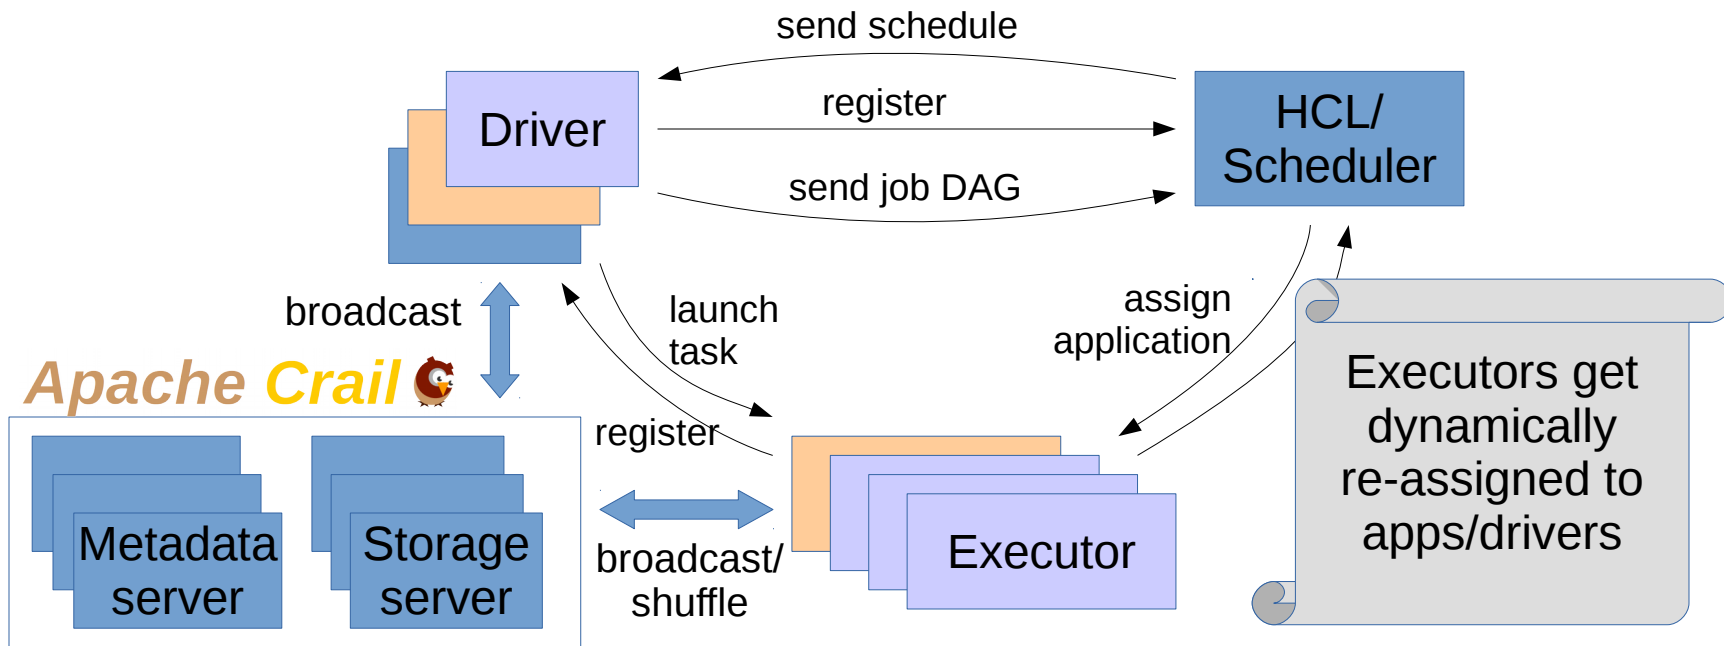 send schedule
register
send job DAG
Driver
HCL/
Scheduler
broadcast
launch
task
assign
application
Apache Crail
register
Metadata
server
Storage
server
broadcast/
shuffle
Executor
Executors get
dynamically
re-assigned to
apps/drivers